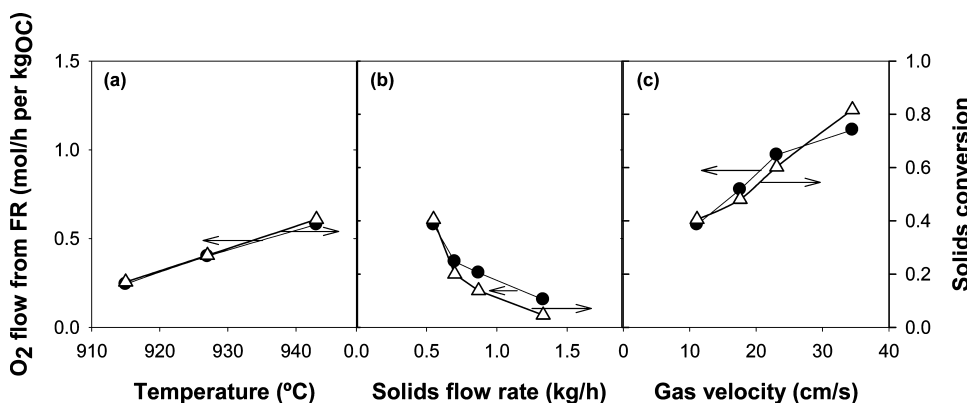 O2 flow from FR (mol/h per kgOC)
1.5
1.0
0.5
0.0
(a)
910 920 930 940
Temperature (ºC)
(b)
0.0 0.5 1.0 1.5
Solids flow rate (kg/h)
(c)
0 10 20 30 40
Gas velocity (cm/s)
1.0
0.8
0.6
0.4
0.2
0.0
Solids conversion